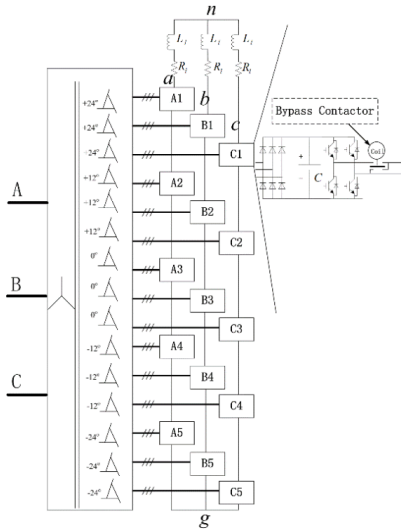 n
L_l L_l L_l
R_l R_l R_l
a
b
c
+24° A1
+24° B1
-24° C1
+12° A2
-12° B2
+12° C2
0° A3
0° B3
0° C3
-12° A4
-12° B4
-12° C4
-24° A5
-24° B5
-24° C5
g
A
B
C
Bypass Contactor
+
C
-
Coil